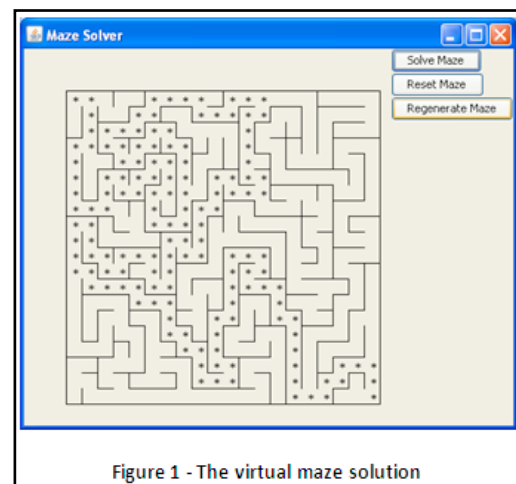 Maze Solver
Solve Maze
Reset Maze
Regenerate Maze
Figure 1 - The virtual maze solution